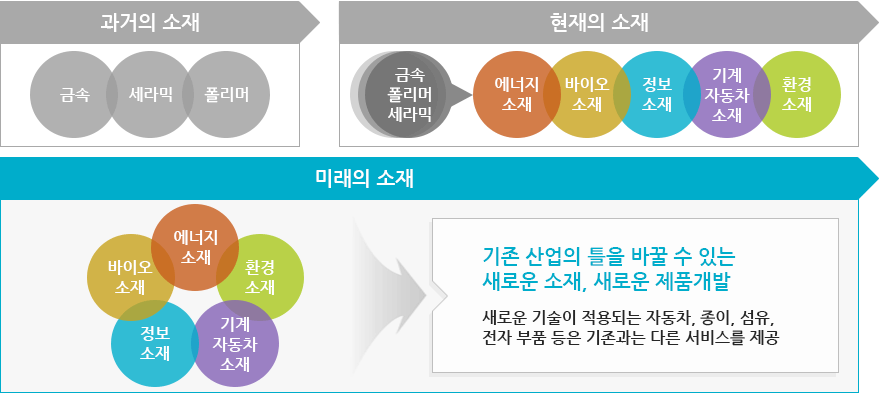 과거의 소재
금속
세라믹
폴리머
현재의 소재
금속
폴리머
세라믹
에너지
소재
바이오
소재
정보
소재
기계
자동차
소재
환경
소재
미래의 소재
에너지
소재
바이오
소재
환경
소재
정보
소재
기계
자동차
소재
기존 산업의 틀을 바꿀 수 있는
새로운 소재, 새로운 제품개발
새로운 기술이 적용되는 자동차, 종이, 섬유,
전자 부품 등은 기존과는 다른 서비스를 제공